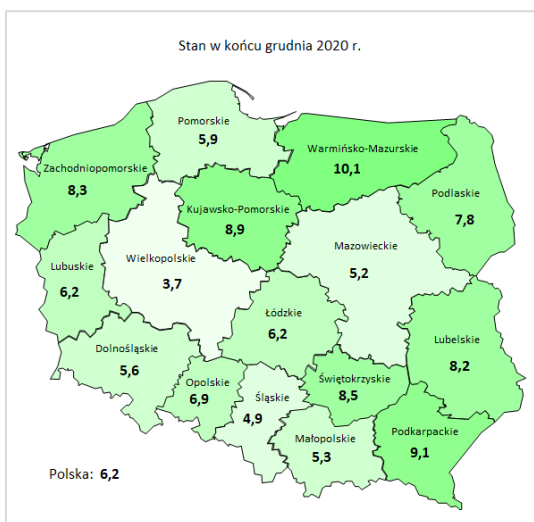 Stan w końcu grudnia 2020 r.
Pomorskie
5,9
Warmińsko-Mazurskie
10,1
Zachodniopomorskie
8,3
Podlaskie
7,8
Kujawsko-Pomorskie
8,9
Mazowieckie
5,2
Wielkopolskie
3,7
Lubuskie
6,2
Łódzkie
6,2
Lubelskie
8,2
Dolnośląskie
5,6
Opolskie
6,9
Śląskie
4,9
Świętokrzyskie
8,5
Małopolskie
5,3
Podkarpackie
9,1
Polska: 6,2